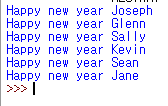 Happy new year Joseph
Happy new year Glenn
Happy new year Sally
Happy new year Kevin
Happy new year Sean
Happy new year Jane
>>>